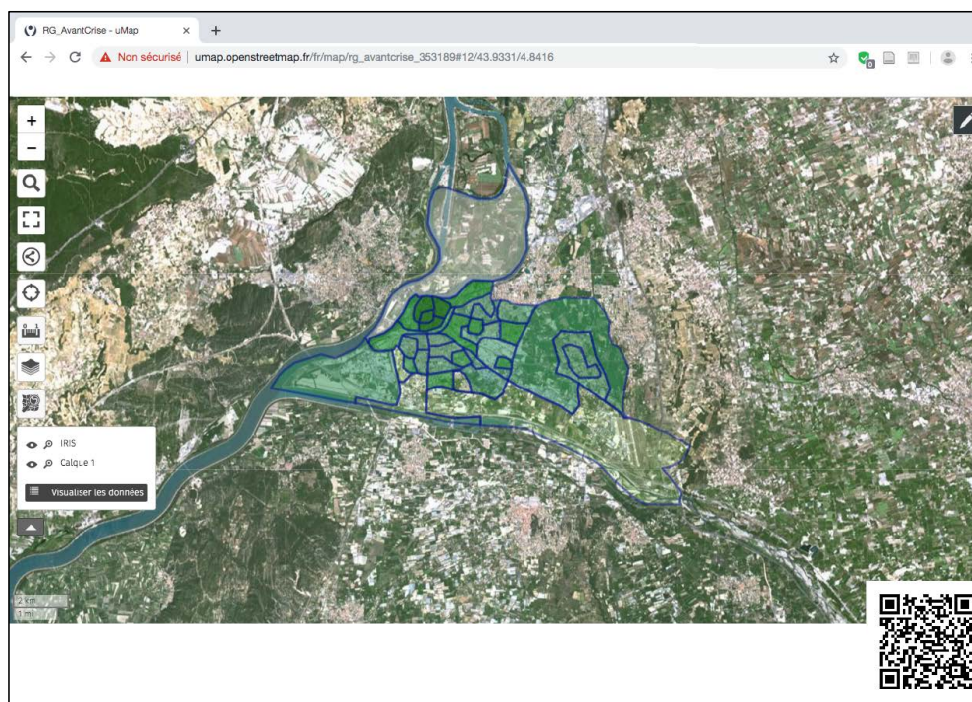 RG_AvantCrise - uMap
Non sécurisé | umap.openstreetmap.fr/fr/map/rg_avantcrise_353189#12/43.9331/4.8416
0
IRIS
Calque 1
Visualiser les données
2 km
1 mi